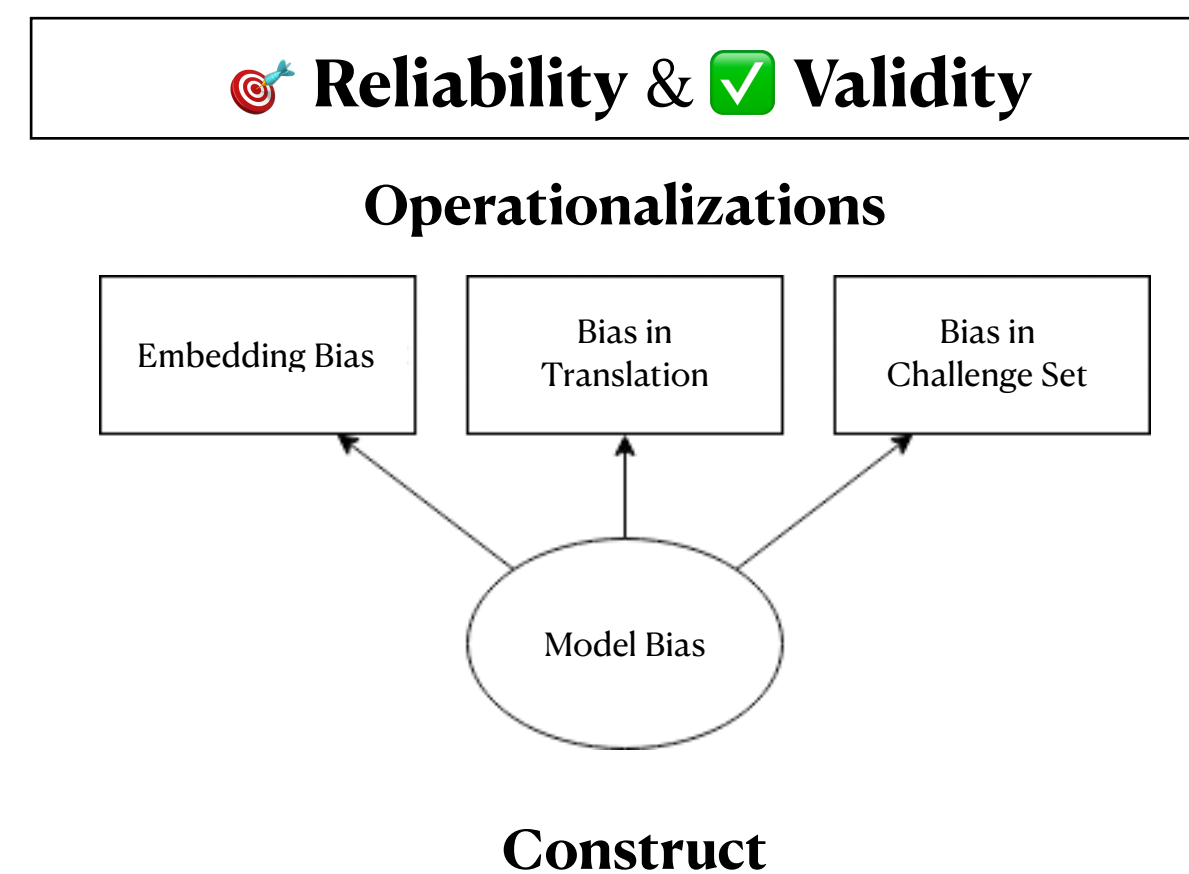 🎯 Reliability & ✅ Validity
Operationalizations
Embedding Bias
Bias in
Translation
Bias in
Challenge Set
Model Bias
Construct